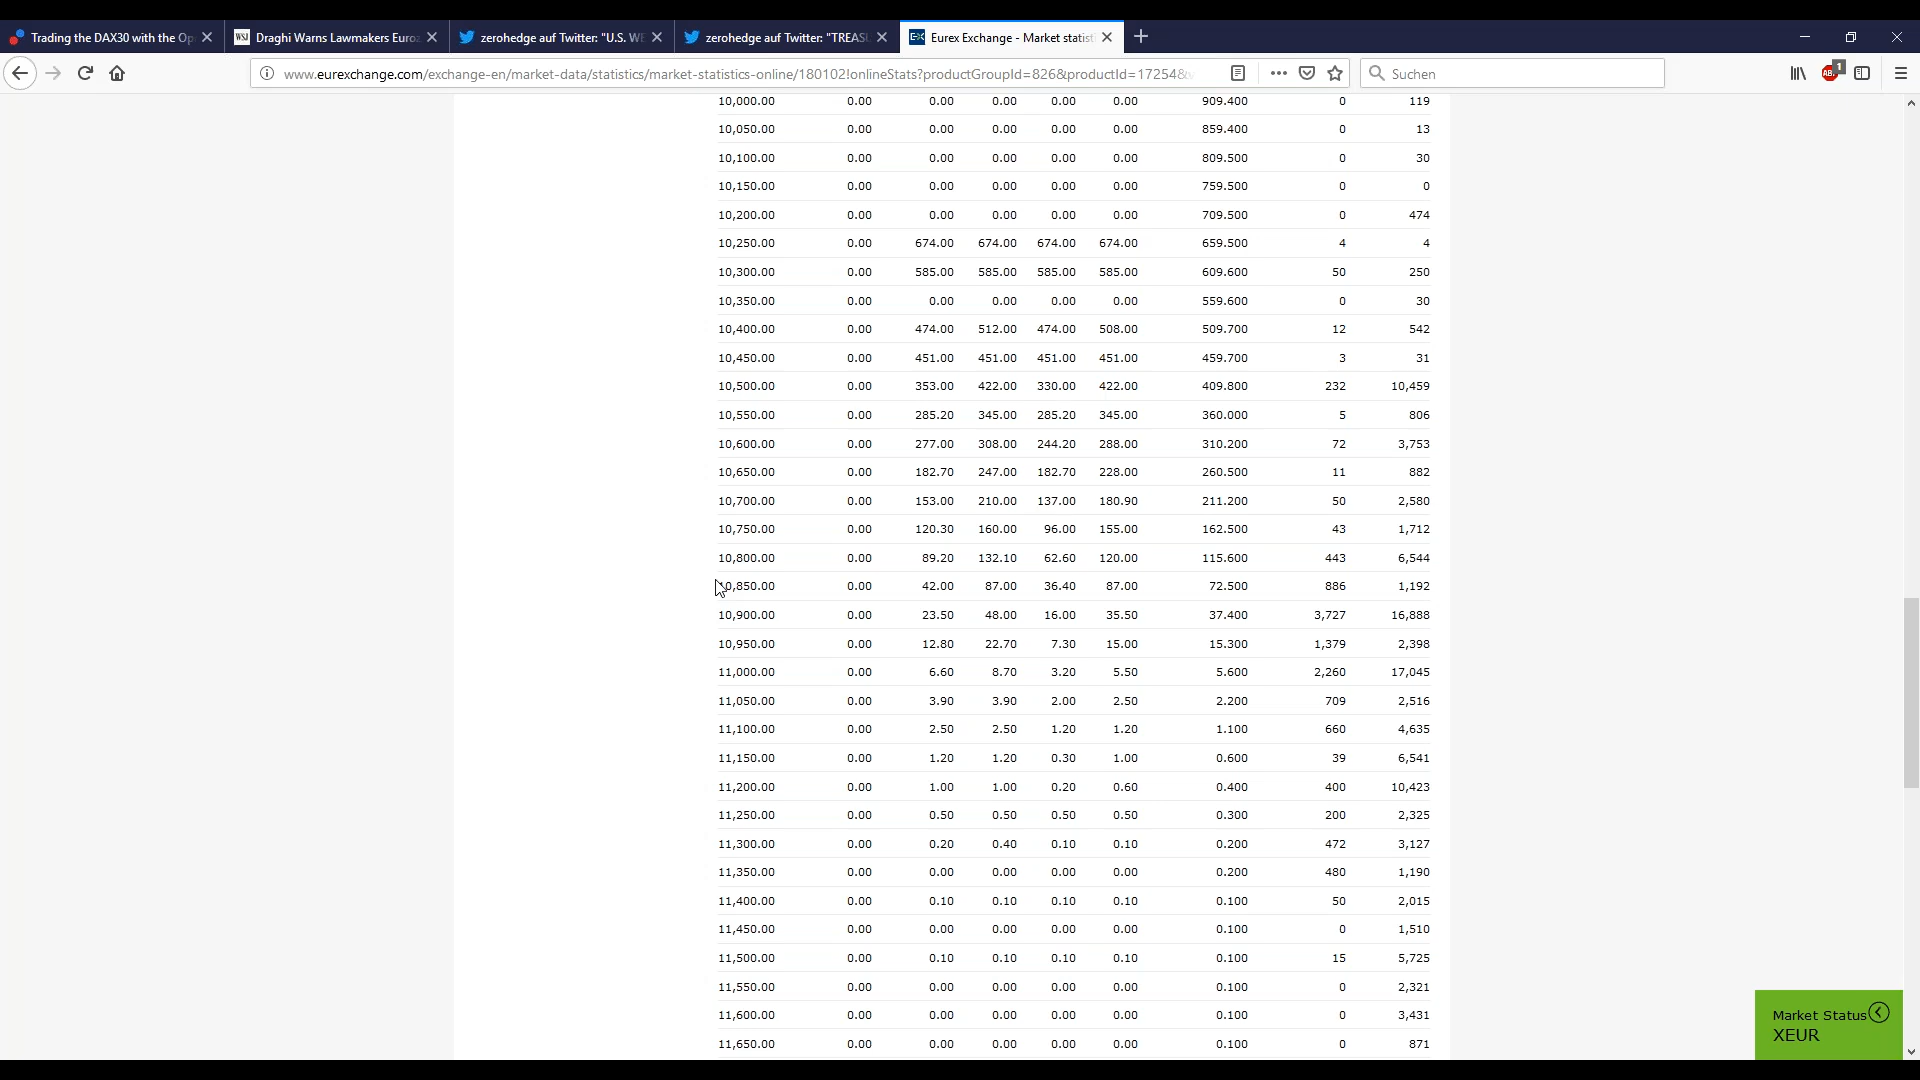 Trading the DAX30 with the Op
Draghi Warns Lawmakers Euroz
zerohedge auf Twitter: "U.S. WE
zerohedge auf Twitter: "TREAS
Eurex Exchange - Market statist
www.eurexchange.com/exchange-en/market-data/statistics/market-statistics-online/180102!onlineStats?productGroupId=826&productId=17254&
Suchen
10,000.00 0.00 0.00 0.00 0.00 0.00 909.400 0 119
10,050.00 0.00 0.00 0.00 0.00 0.00 859.400 0 13
10,100.00 0.00 0.00 0.00 0.00 0.00 809.500 0 30
10,150.00 0.00 0.00 0.00 0.00 0.00 759.500 0 0
10,200.00 0.00 0.00 0.00 0.00 0.00 709.500 0 474
10,250.00 0.00 674.00 674.00 674.00 674.00 659.500 4 4
10,300.00 0.00 585.00 585.00 585.00 585.00 609.600 50 250
10,350.00 0.00 0.00 0.00 0.00 0.00 559.600 0 30
10,400.00 0.00 474.00 512.00 474.00 508.00 509.700 12 542
10,450.00 0.00 451.00 451.00 451.00 451.00 459.700 3 31
10,500.00 0.00 353.00 422.00 330.00 422.00 409.800 232 10,459
10,550.00 0.00 285.20 345.00 285.20 345.00 360.000 5 806
10,600.00 0.00 277.00 308.00 244.20 288.00 310.200 72 3,753
10,650.00 0.00 182.70 247.00 182.70 228.00 260.500 11 882
10,700.00 0.00 153.00 210.00 137.00 180.90 211.200 50 2,580
10,750.00 0.00 120.30 160.00 96.00 155.00 162.500 43 1,712
10,800.00 0.00 89.20 132.10 62.60 120.00 115.600 443 6,544
10,850.00 0.00 42.00 87.00 36.40 87.00 72.500 886 1,192
10,900.00 0.00 23.50 48.00 16.00 35.50 37.400 3,727 16,888
10,950.00 0.00 12.80 22.70 7.30 15.00 15.300 1,379 2,398
11,000.00 0.00 6.60 8.70 3.20 5.50 5.600 2,260 17,045
11,050.00 0.00 3.90 3.90 2.00 2.50 2.200 709 2,516
11,100.00 0.00 2.50 2.50 1.20 1.20 1.100 660 4,635
11,150.00 0.00 1.20 1.20 0.30 1.00 0.600 39 6,541
11,200.00 0.00 1.00 1.00 0.20 0.60 0.400 400 10,423
11,250.00 0.00 0.50 0.50 0.50 0.50 0.300 200 2,325
11,300.00 0.00 0.20 0.40 0.10 0.10 0.200 472 3,127
11,350.00 0.00 0.00 0.00 0.00 0.00 0.200 480 1,190
11,400.00 0.00 0.10 0.10 0.10 0.10 0.100 50 2,015
11,450.00 0.00 0.00 0.00 0.00 0.00 0.100 0 1,510
11,500.00 0.00 0.10 0.10 0.10 0.10 0.100 15 5,725
11,550.00 0.00 0.00 0.00 0.00 0.00 0.100 0 2,321
11,600.00 0.00 0.00 0.00 0.00 0.00 0.100 0 3,431
11,650.00 0.00 0.00 0.00 0.00 0.00 0.100 0 871
Market Status
XEUR